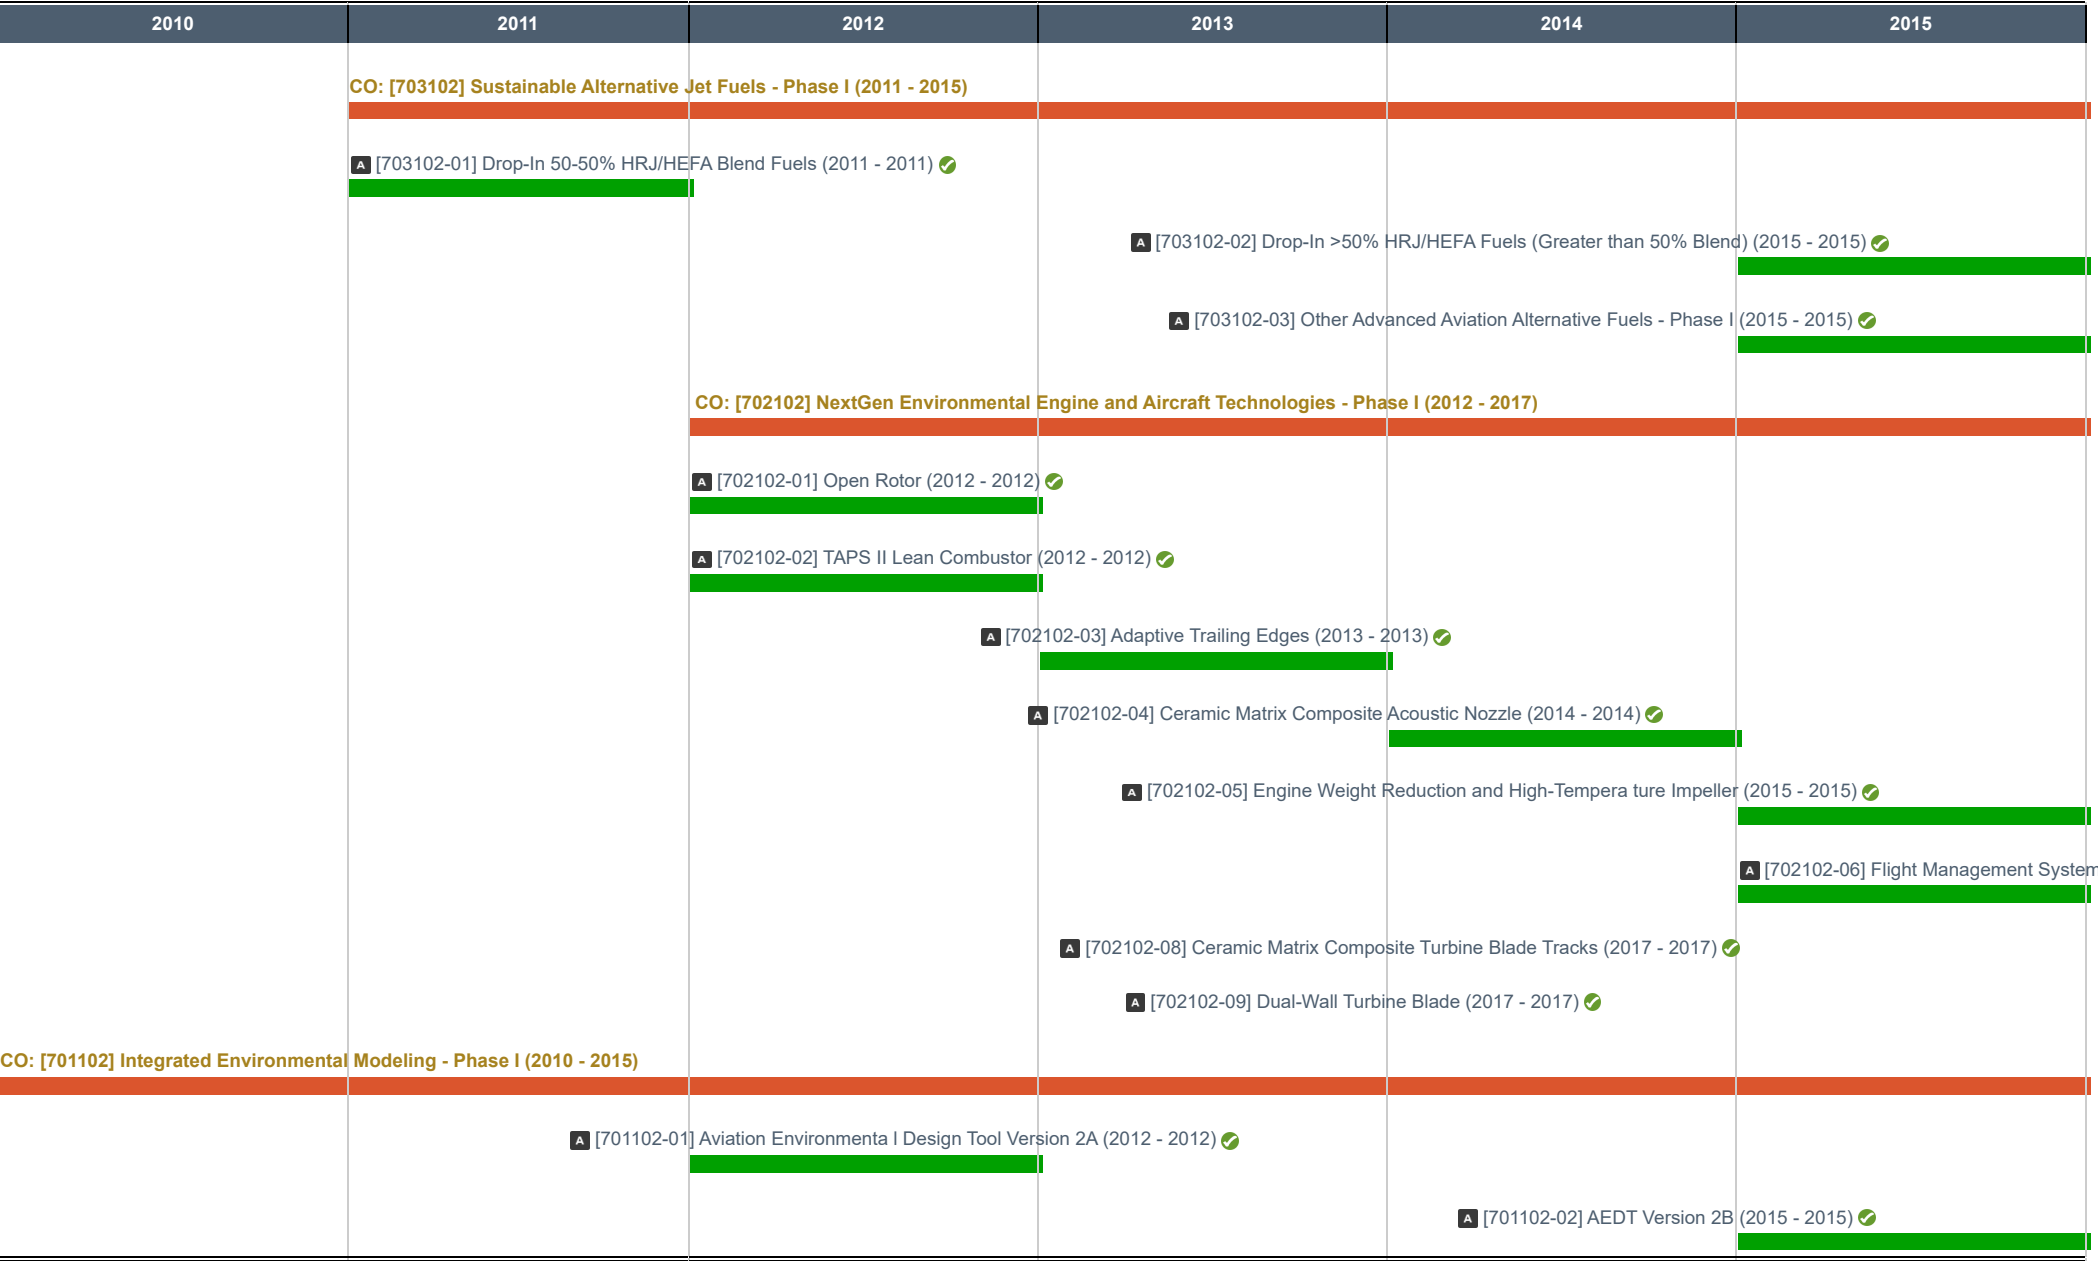 2010 2011 2012 2013 2014 2015
CO: [703102] Sustainable Alternative Jet Fuels - Phase I (2011 - 2015)
A [703102-01] Drop-In 50-50% HRJ/HEFA Blend Fuels (2011 - 2011)
A [703102-02] Drop-In >50% HRJ/HEFA Fuels (Greater than 50% Blend) (2015 - 2015)
A [703102-03] Other Advanced Aviation Alternative Fuels - Phase I (2015 - 2015)
CO: [702102] NextGen Environmental Engine and Aircraft Technologies - Phase I (2012 - 2017)
A [702102-01] Open Rotor (2012 - 2012)
A [702102-02] TAPS II Lean Combustor (2012 - 2012)
A [702102-03] Adaptive Trailing Edges (2013 - 2013)
A [702102-04] Ceramic Matrix Composite Acoustic Nozzle (2014 - 2014)
A [702102-05] Engine Weight Reduction and High-Tempera ture Impeller (2015 - 2015)
A [702102-06] Flight Management System
A [702102-08] Ceramic Matrix Composite Turbine Blade Tracks (2017 - 2017)
A [702102-09] Dual-Wall Turbine Blade (2017 - 2017)
CO: [701102] Integrated Environmental Modeling - Phase I (2010 - 2015)
A [701102-01] Aviation Environmenta l Design Tool Version 2A (2012 - 2012)
A [701102-02] AEDT Version 2B (2015 - 2015)